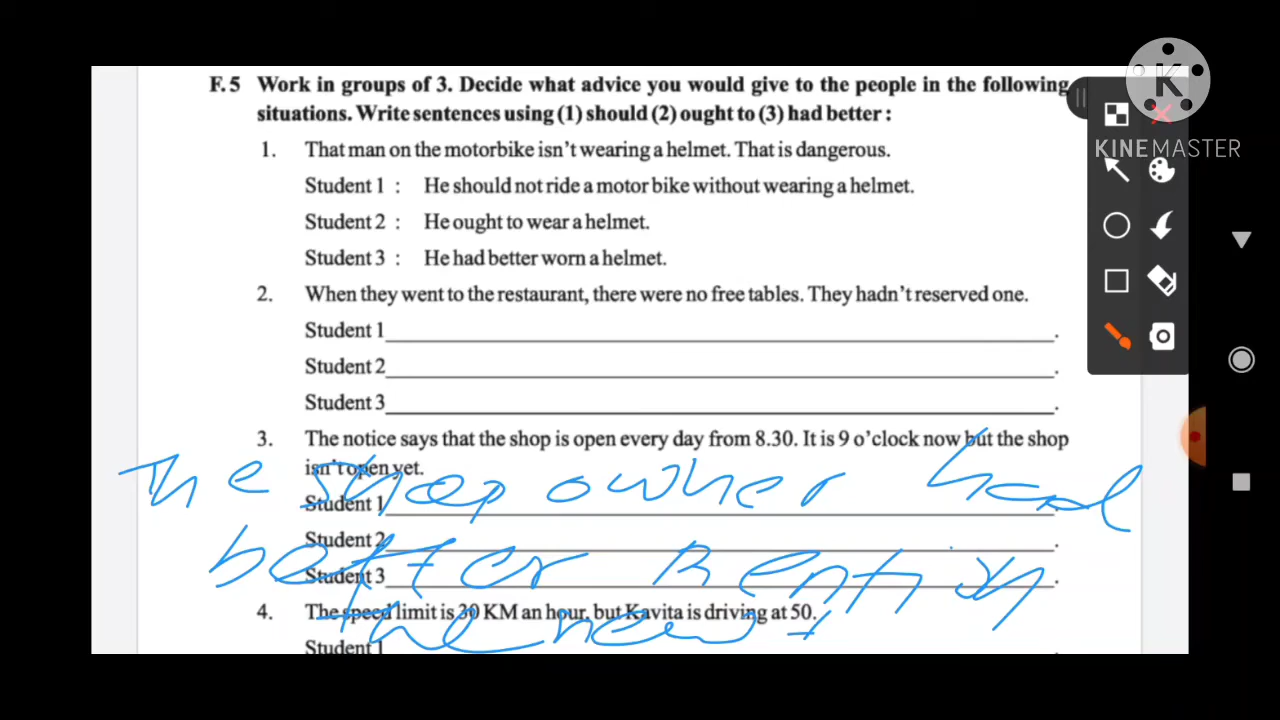 F.5 Work in groups of 3. Decide what advice you would give to the people in the following
situations. Write sentences using (1) should (2) ought to (3) had better :
1. That man on the motorbike isn't wearing a helmet. That is dangerous.
Student 1 : He should not ride a motor bike without wearing a helmet.
Student 2 : He ought to wear a helmet.
Student 3 : He had better worn a helmet.
2. When they went to the restaurant, there were no free tables. They hadn't reserved one.
Student 1 .
Student 2 .
Student 3 .
3. The notice says that the shop is open every day from 8.30. It is 9 o'clock now but the shop
isn't open yet.
Student 1 .
Student 2 .
Student 3 .
4. The speed limit is 30 KM an hour, but Kavita is driving at 50.
Student 1 .
The shop owner had
better
the
K
KINEMASTER